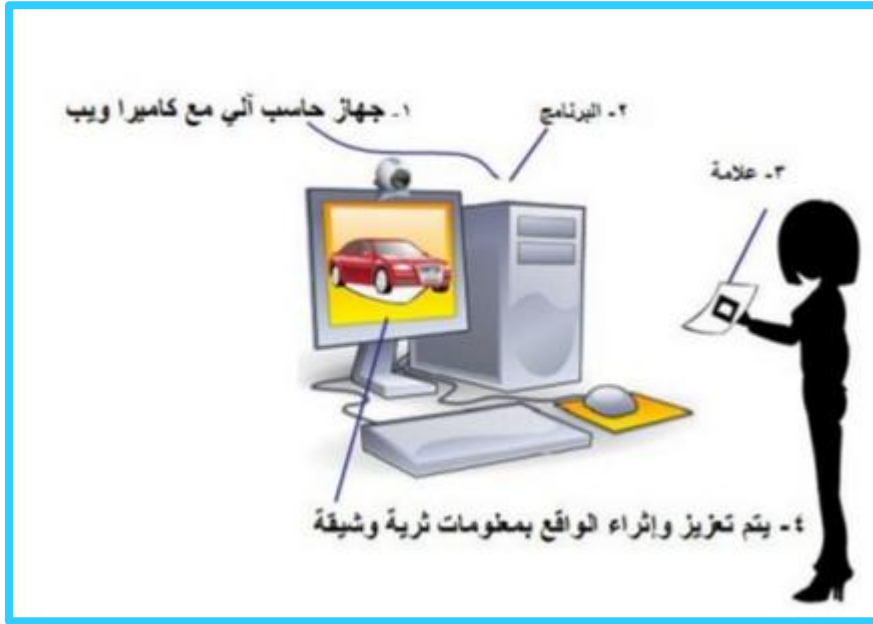 ١- جهاز حاسب آلي مع كاميرا ويب
٢- البرنامج
٣- علامة
٤- يتم تعزيز وإثراء الواقع بمعلومات ثرية وشيقة